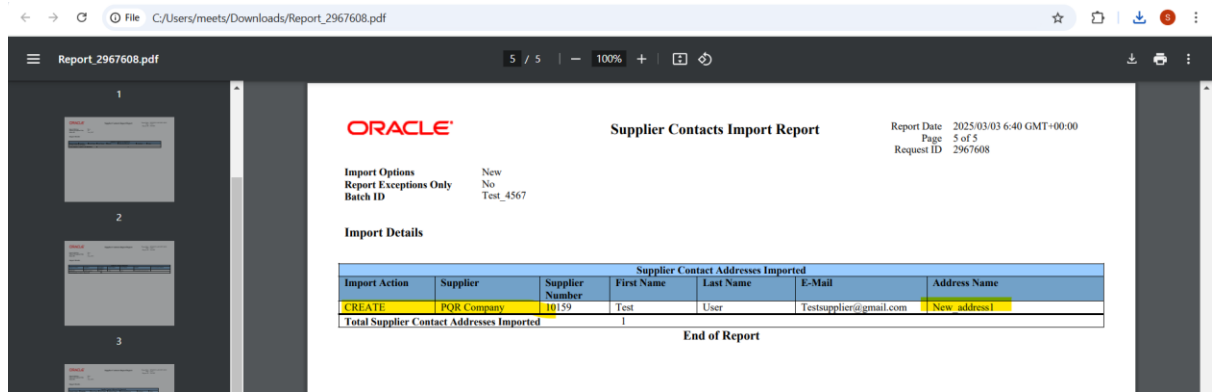 File C:/Users/meets/Downloads/Report_2967608.pdf
S
Report_2967608.pdf
5 / 5 | — 100% +
1
2
3
ORACLE®
Supplier Contacts Import Report
Report Date 2025/03/03 6:40 GMT+00:00
Page 5 of 5
Request ID 2967608
Import Options New
Report Exceptions Only No
Batch ID Test_4567
Import Details
Supplier Contact Addresses Imported
Import Action Supplier Supplier Number First Name Last Name E-Mail Address Name
CREATE PQR Company 10159 Test User Testsupplier@gmail.com New_address1
Total Supplier Contact Addresses Imported 1
End of Report